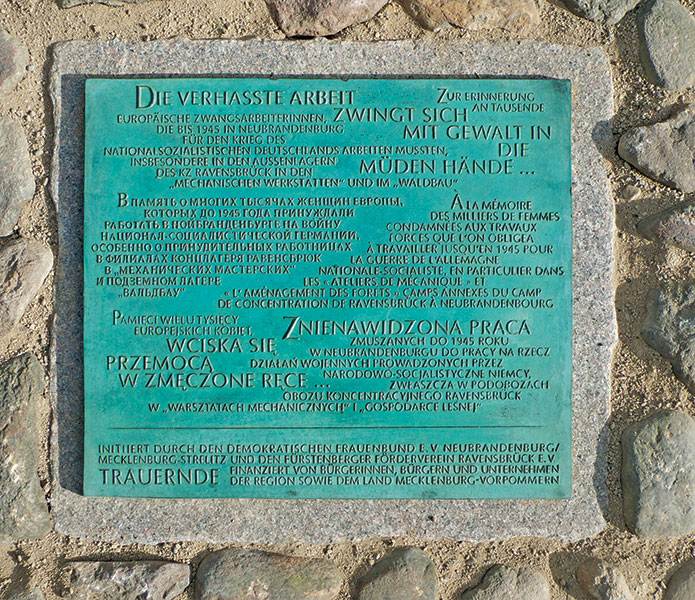 DIE VERHASSTE ARBEIT
ZUR ERINNERUNG
AN TAUSENDE
EUROPÄISCHE ZWANGSARBEITERINNEN, ZWINGT SICH
DIE BIS 1945 IN NEUBRANDENBURG MIT GEWALT IN
FÜR DEN KRIEG DES
NATIONALSOZIALISTISCHEN DEUTSCHLANDS ARBEITEN MUSSTEN, DIE
INSBESONDERE IN DEN AUSSENLAGERN MÜDEN HÄNDE ...
DES KZ RAVENSBRÜCK IN DEN
„MECHANISCHEN WERKSTÄTTEN" UND IM „WALDBAU"
В ПАМЯТЬ О МНОГИХ ТЫСЯЧАХ ЖЕНЩИН ЕВРОПЫ,
КОТОРЫХ ДО 1945 ГОДА ПРИНУЖДАЛИ
РАБОТАТЬ В НОЙБРАНДЕНБУРГЕ НА ВОЙНУ
НАЦИОНАЛ-СОЦИАЛИСТИЧЕСКОЙ ГЕРМАНИИ,
ОСОБЕННО О ПРИНУДИТЕЛЬНЫХ РАБОТНИЦАХ
В ФИЛИАЛАХ КОНЦЛАГЕРЯ РАВЕНСБРЮК
В „МЕХАНИЧЕСКИХ МАСТЕРСКИХ"
И ПОДЗЕМНОМ ЛАГЕРЕ
„ВАЛЬДБАУ"
À LA MÉMOIRE
DES MILLIERS DE FEMMES
CONDAMNÉES AUX TRAVAUX
FORCÉS QUE L'ON OBLIGEA
À TRAVAILLER JUSQU'EN 1945 POUR
LA GUERRE DE L'ALLEMAGNE
NATIONALE-SOCIALISTE, EN PARTICULIER DANS
LES « ATELIERS DE MÉCANIQUE » ET
« L'AMÉNAGEMENT DES FORÊTS » CAMPS ANNEXES DU CAMP
DE CONCENTRATION DE RAVENSBRÜCK À NEUBRANDENBOURG
PAMIĘCI WIELU TYSIĘCY
EUROPEJSKICH KOBIET, ZNIENAWIDZONA PRACA
WCISKA SIĘ ZMUSZANYCH DO 1945 ROKU
W NEUBRANDENBURGU DO PRACY NA RZECZ
PRZEMOCĄ DZIAŁAŃ WOJENNYCH PROWADZONYCH PRZEZ
W ZMĘCZONE RĘCE ... NARODOWO-SOCJALISTYCZNE NIEMCY,
ZWŁASZCZA W PODOBOZACH
OBOZU KONCENTRACYJNEGO RAVENSBRÜCK
W „WARSZTATACH MECHANICZNYCH" I „GOSPODARCE LEŚNEJ"
INITIIERT DURCH DEN DEMOKRATISCHEN FRAUENBUND E. V. NEUBRANDENBURG/
MECKLENBURG-STRELITZ UND DEN FÜRSTENBERGER FÖRDERVEREIN RAVENSBRÜCK E. V.
TRAUERNDE FINANZIERT VON BÜRGERINNEN, BÜRGERN UND UNTERNEHMEN
DER REGION SOWIE DEM LAND MECKLENBURG-VORPOMMERN